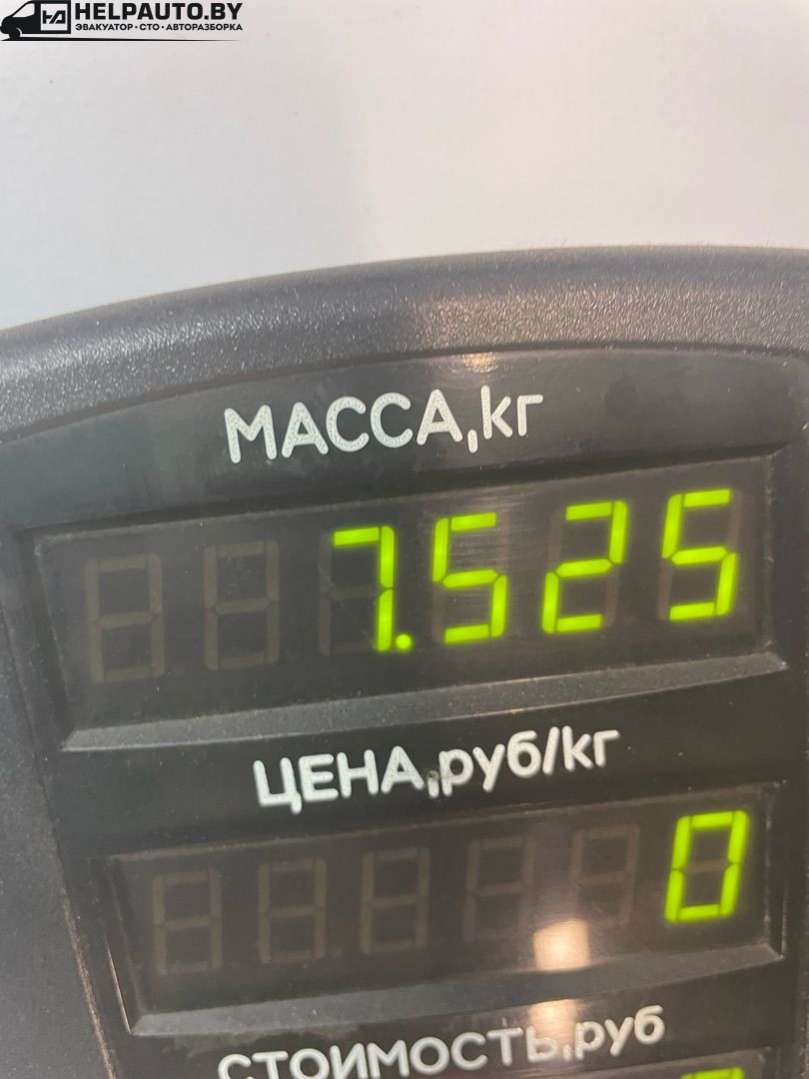 HELPAUTO.BY
ЭВАКУАТОР • СТО • АВТОРАЗБОРКА
МАССА,кг
7.525
ЦЕНА,руб/кг
0
СТОИМОСТЬ,руб